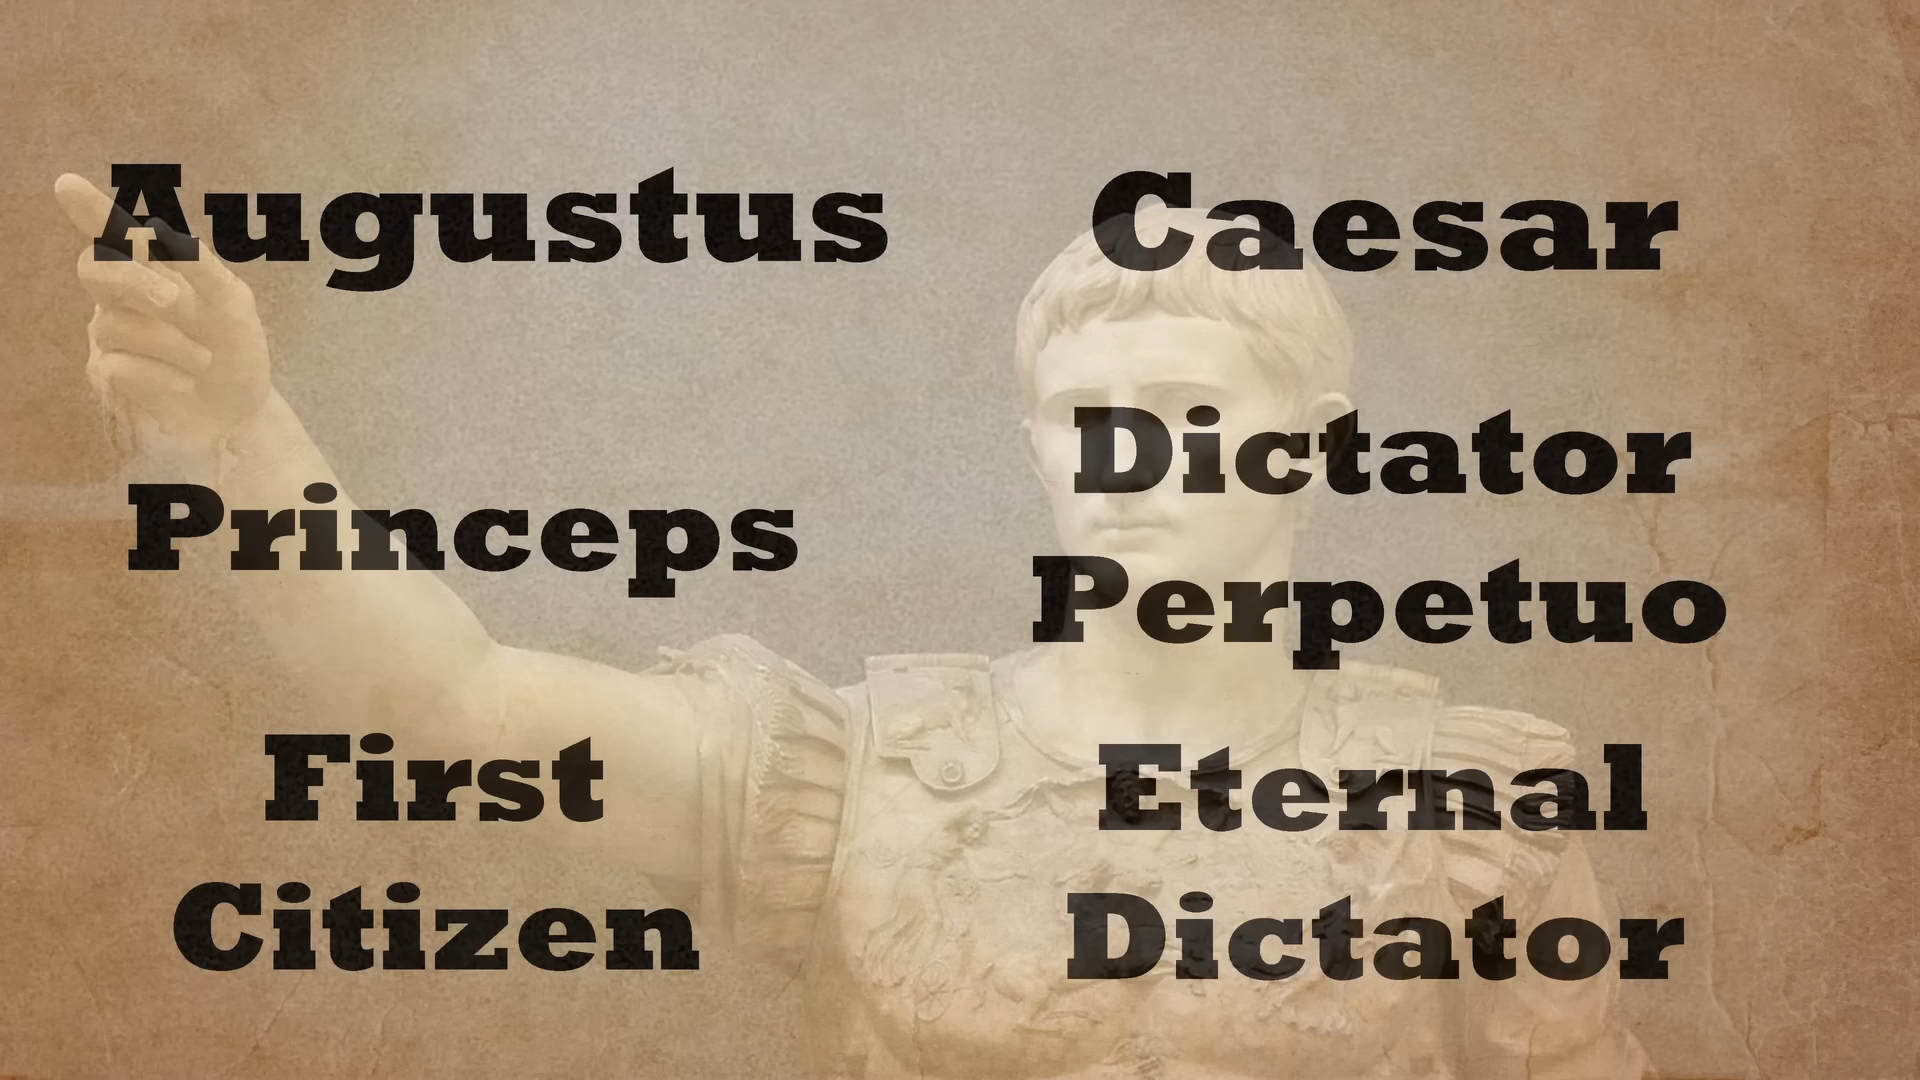 Augustus
Princeps
First
Citizen
Caesar
Dictator
Perpetuo
Eternal
Dictator